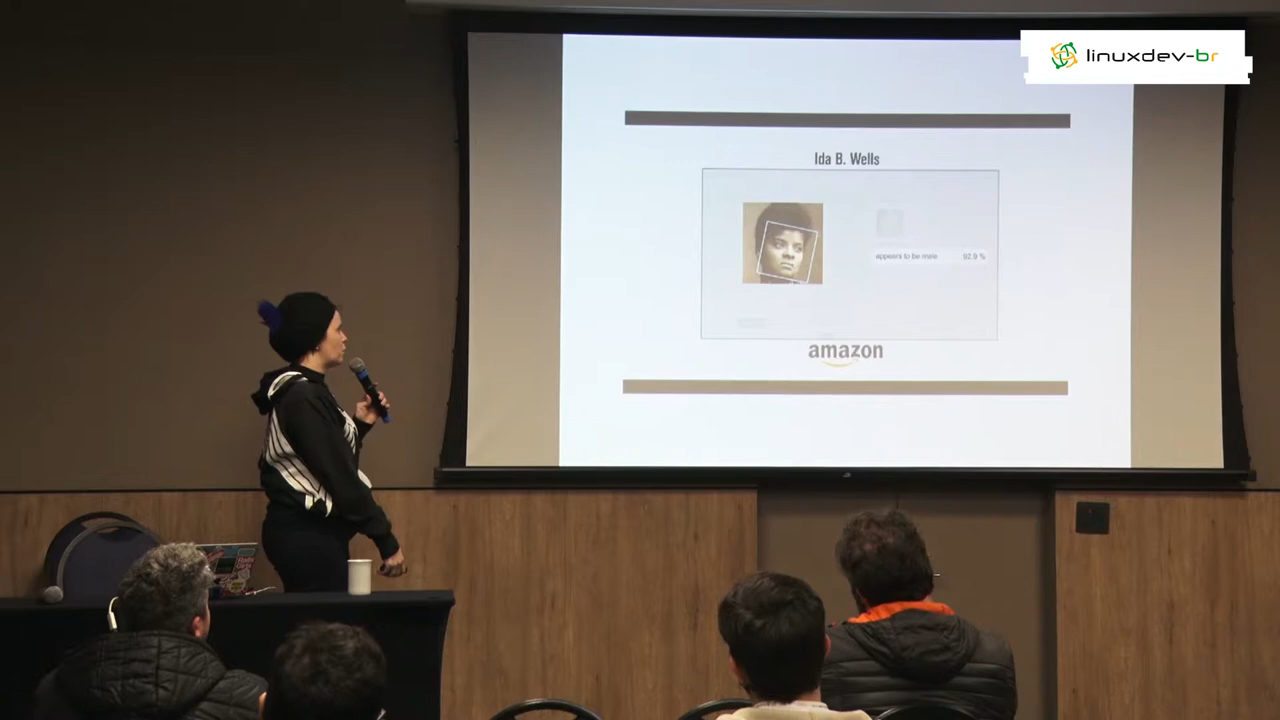 linuxdev-br
Ida B. Wells
appears to be male 92.9 %
amazon